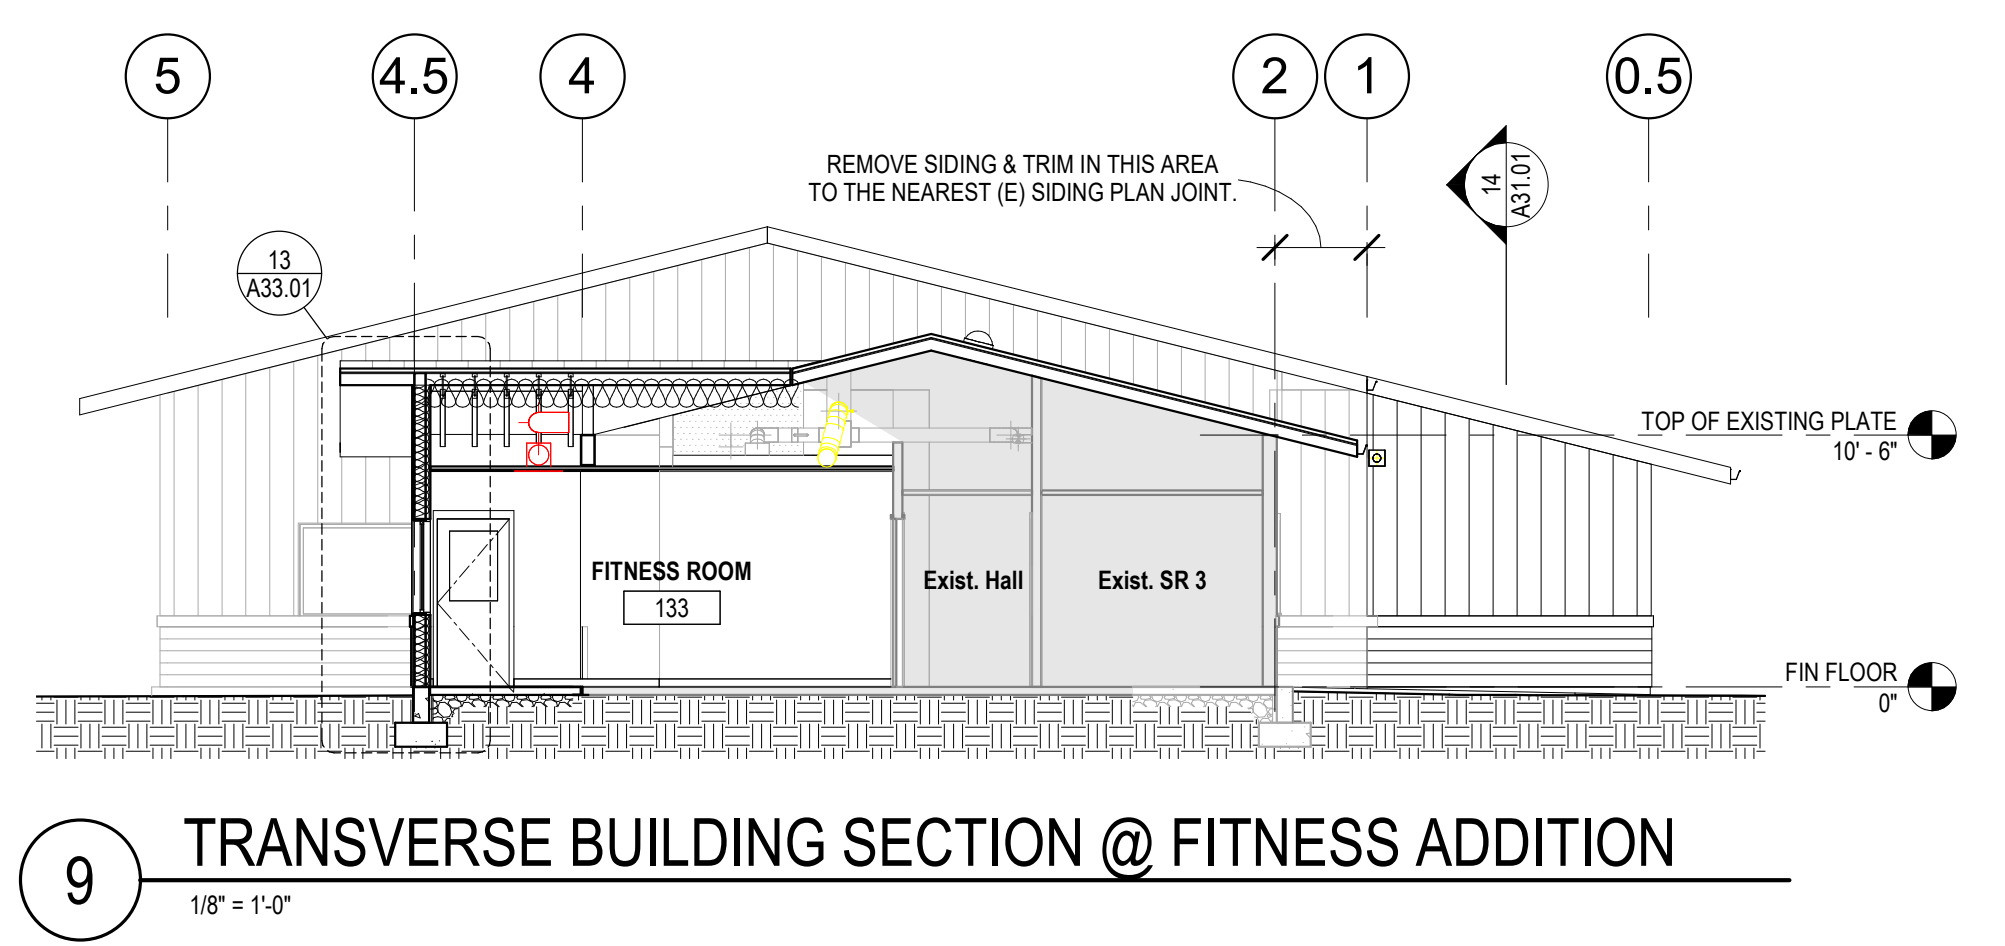 5
4.5
4
2
1
0.5
REMOVE SIDING & TRIM IN THIS AREA
TO THE NEAREST (E) SIDING PLAN JOINT.
14
A31.01
13
A33.01
TOP OF EXISTING PLATE
10' - 6"
FITNESS ROOM
133
Exist. Hall
Exist. SR 3
FIN FLOOR
0"
9
TRANSVERSE BUILDING SECTION @ FITNESS ADDITION
1/8" = 1'-0"